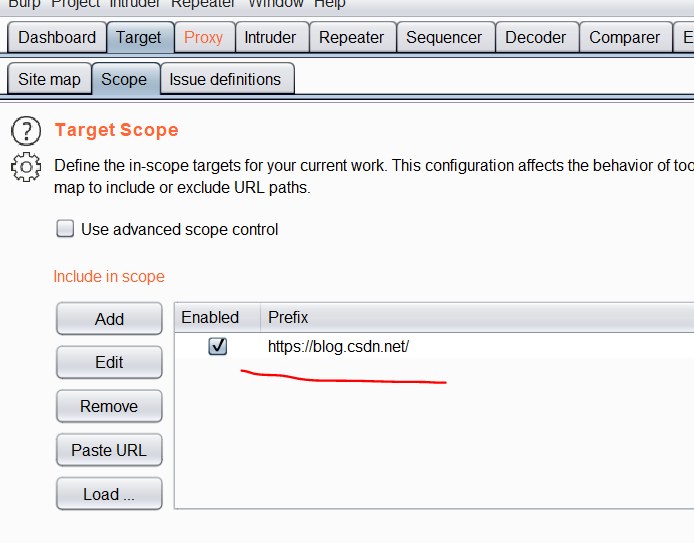 Burp Project Intruder Repeater Window Help
Dashboard Target Proxy Intruder Repeater Sequencer Decoder Comparer
Site map Scope Issue definitions
Target Scope
Define the in-scope targets for your current work. This configuration affects the behavior of
map to include or exclude URL paths.
Use advanced scope control
Include in scope
Add
Enabled Prefix
https://blog.csdn.net/
Edit
Remove
Paste URL
Load ...